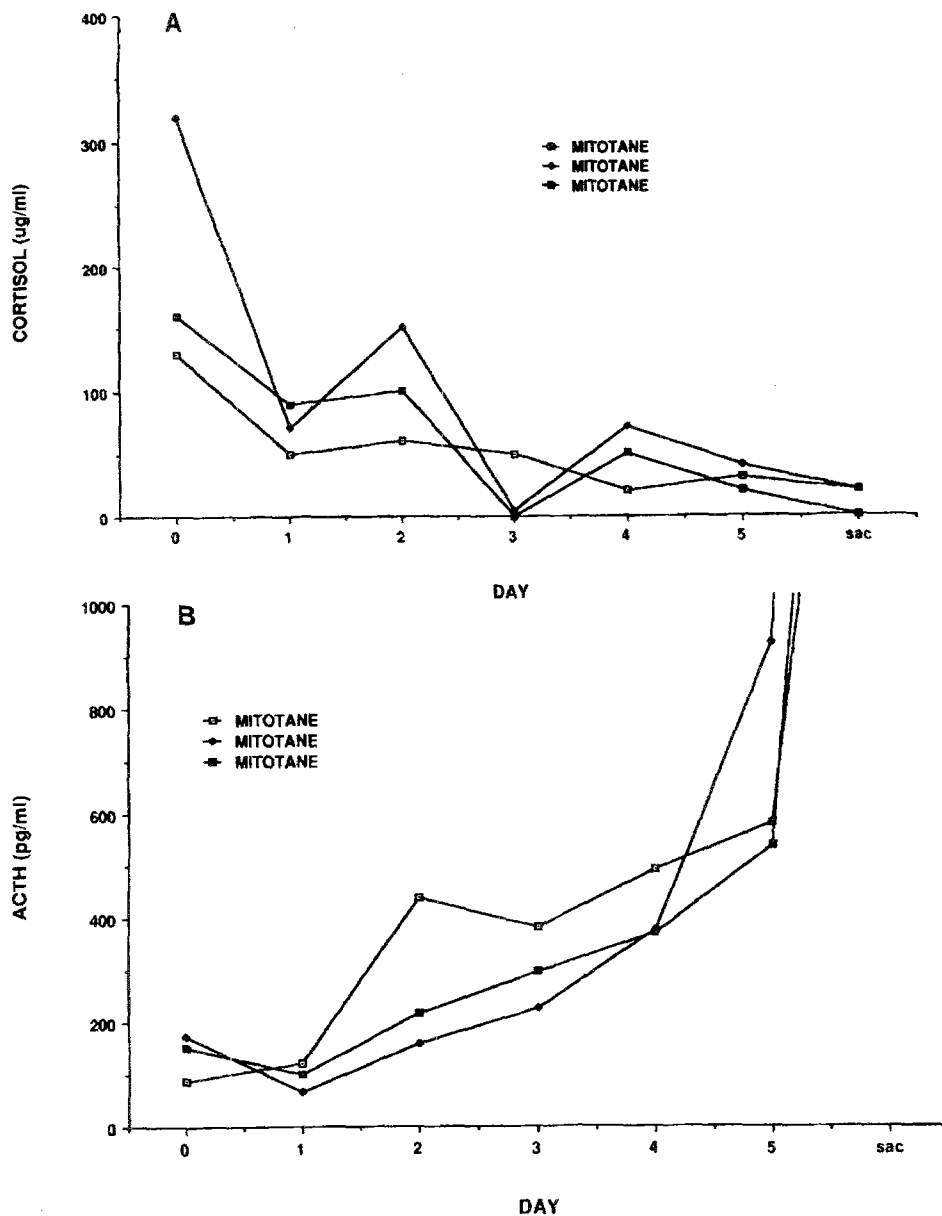 A
400
300
200
100
0
CORTISOL (ug/ml)
MITOTANE
MITOTANE
MITOTANE
0 1 2 3 4 5 sac
DAY
B
1000
800
600
400
200
0
ACTH (pg/ml)
MITOTANE
MITOTANE
MITOTANE
0 1 2 3 4 5 sac
DAY